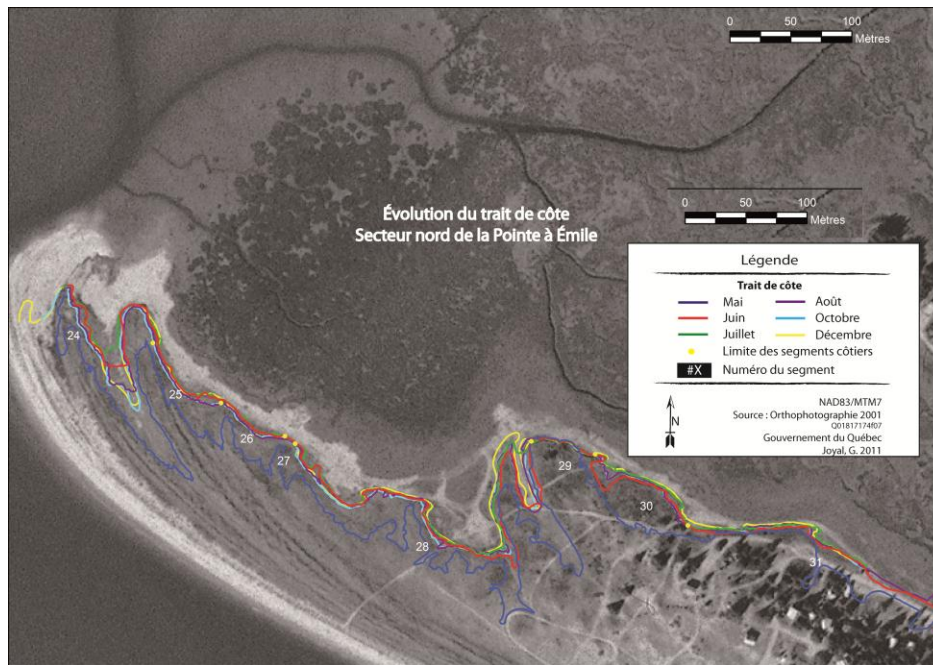 0 50 100
Mètres
0 50 100
Mètres
Évolution du trait de côte
Secteur nord de la Pointe à Émile
Légende
Trait de côte
Mai Août
Juin Octobre
Juillet Décembre
Limite des segments côtiers
#X Numéro du segment
N
NAD83/MTM7
Source : Orthophotographie 2001
Q01817174f07
Gouvernement du Québec
Joyal, G. 2011
24
25
26
27
28
29
30
31